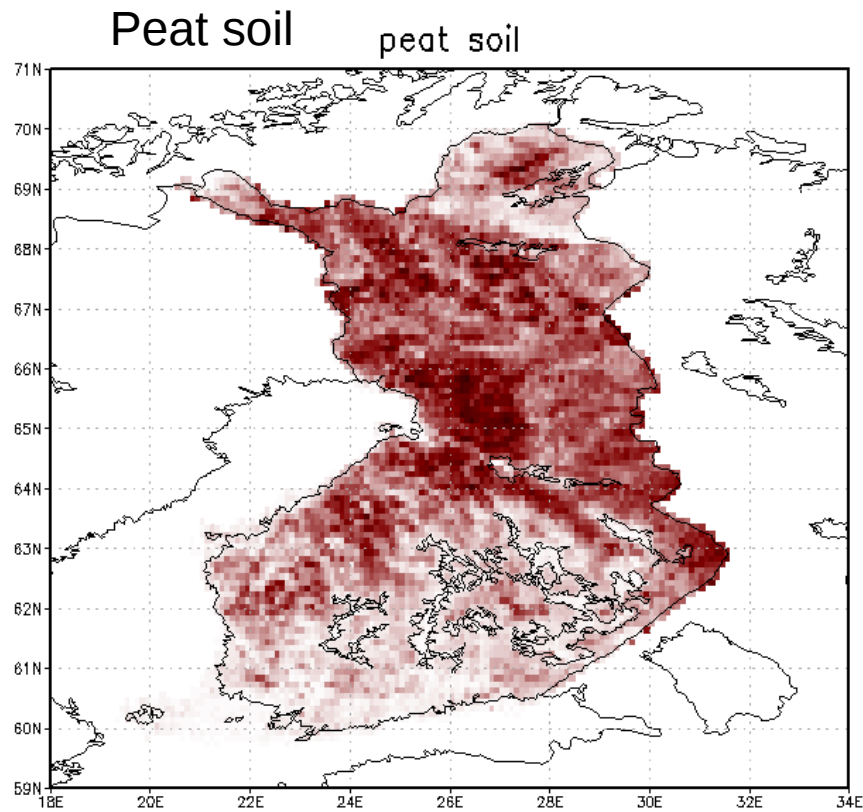 Peat soil
peat soil
71N
70N
69N
68N
67N
66N
65N
64N
63N
62N
61N
60N
59N
18E 20E 22E 24E 26E 28E 30E 32E 34E